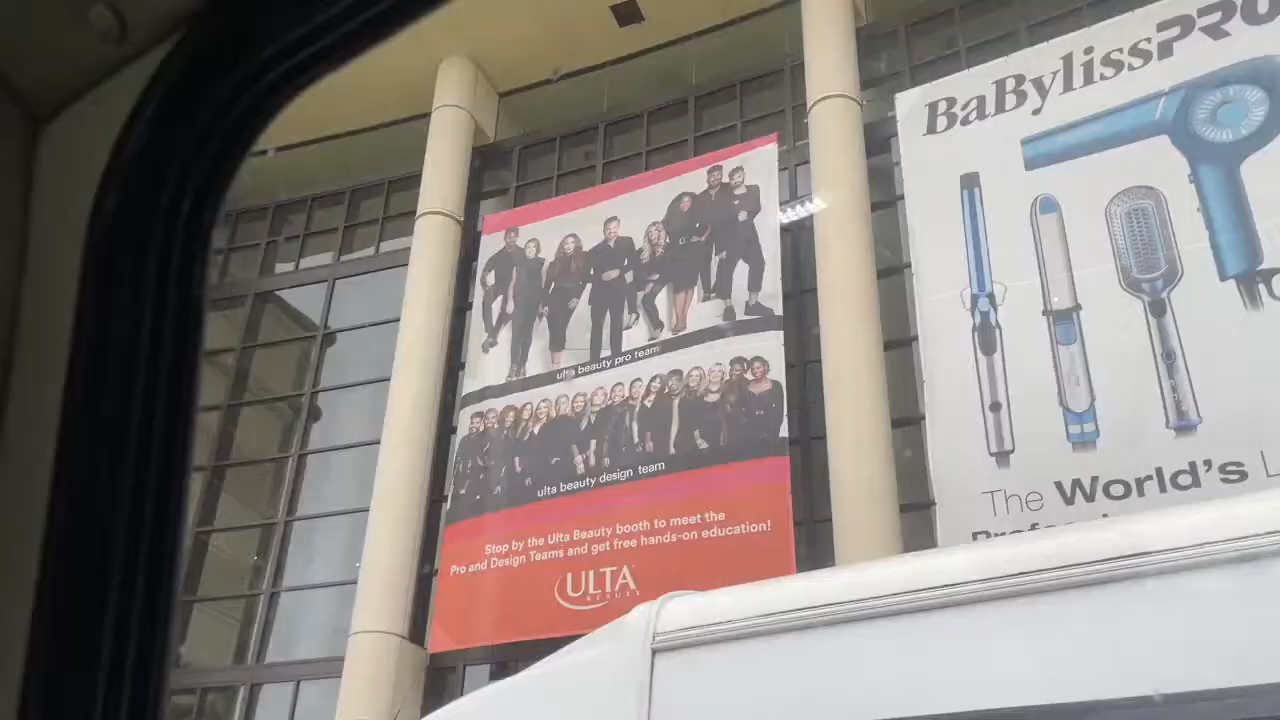 BaBylissPRO
ulta beauty pro team
ulta beauty design team
Stop by the Ulta Beauty booth to meet the
Pro and Design Teams and get free hands-on education!
ULTA
BEAUTY
The World's